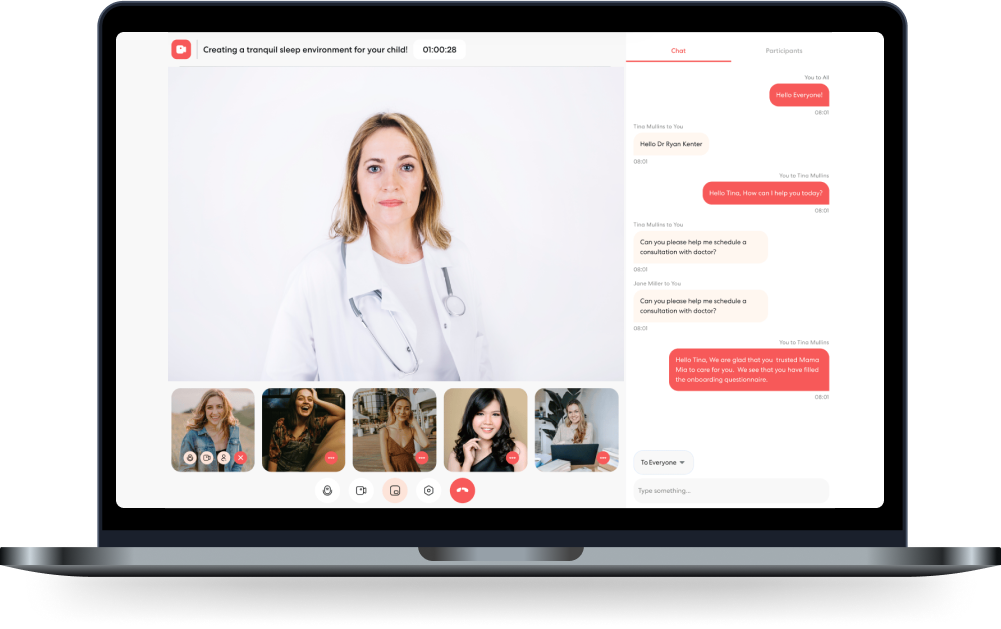 Creating a tranquil sleep environment for your child!
01:00:28
Chat
Participants
You to All
Hello Everyone!
08:01
Tina Mullins to You
Hello Dr Ryan Kenter
08:01
You to Tina Mullins
Hello Tina, How can I help you today?
08:01
Tina Mullins to You
Can you please help me schedule a
consultation with doctor?
08:01
Jane Miller to You
Can you please help me schedule a
consultation with doctor?
08:01
You to Tina Mullins
Hello Tina, We are glad that you trusted Mama
Mia to care for you. We see that you have filled
the onboarding questionnaire.
08:01
To Everyone
Type something...